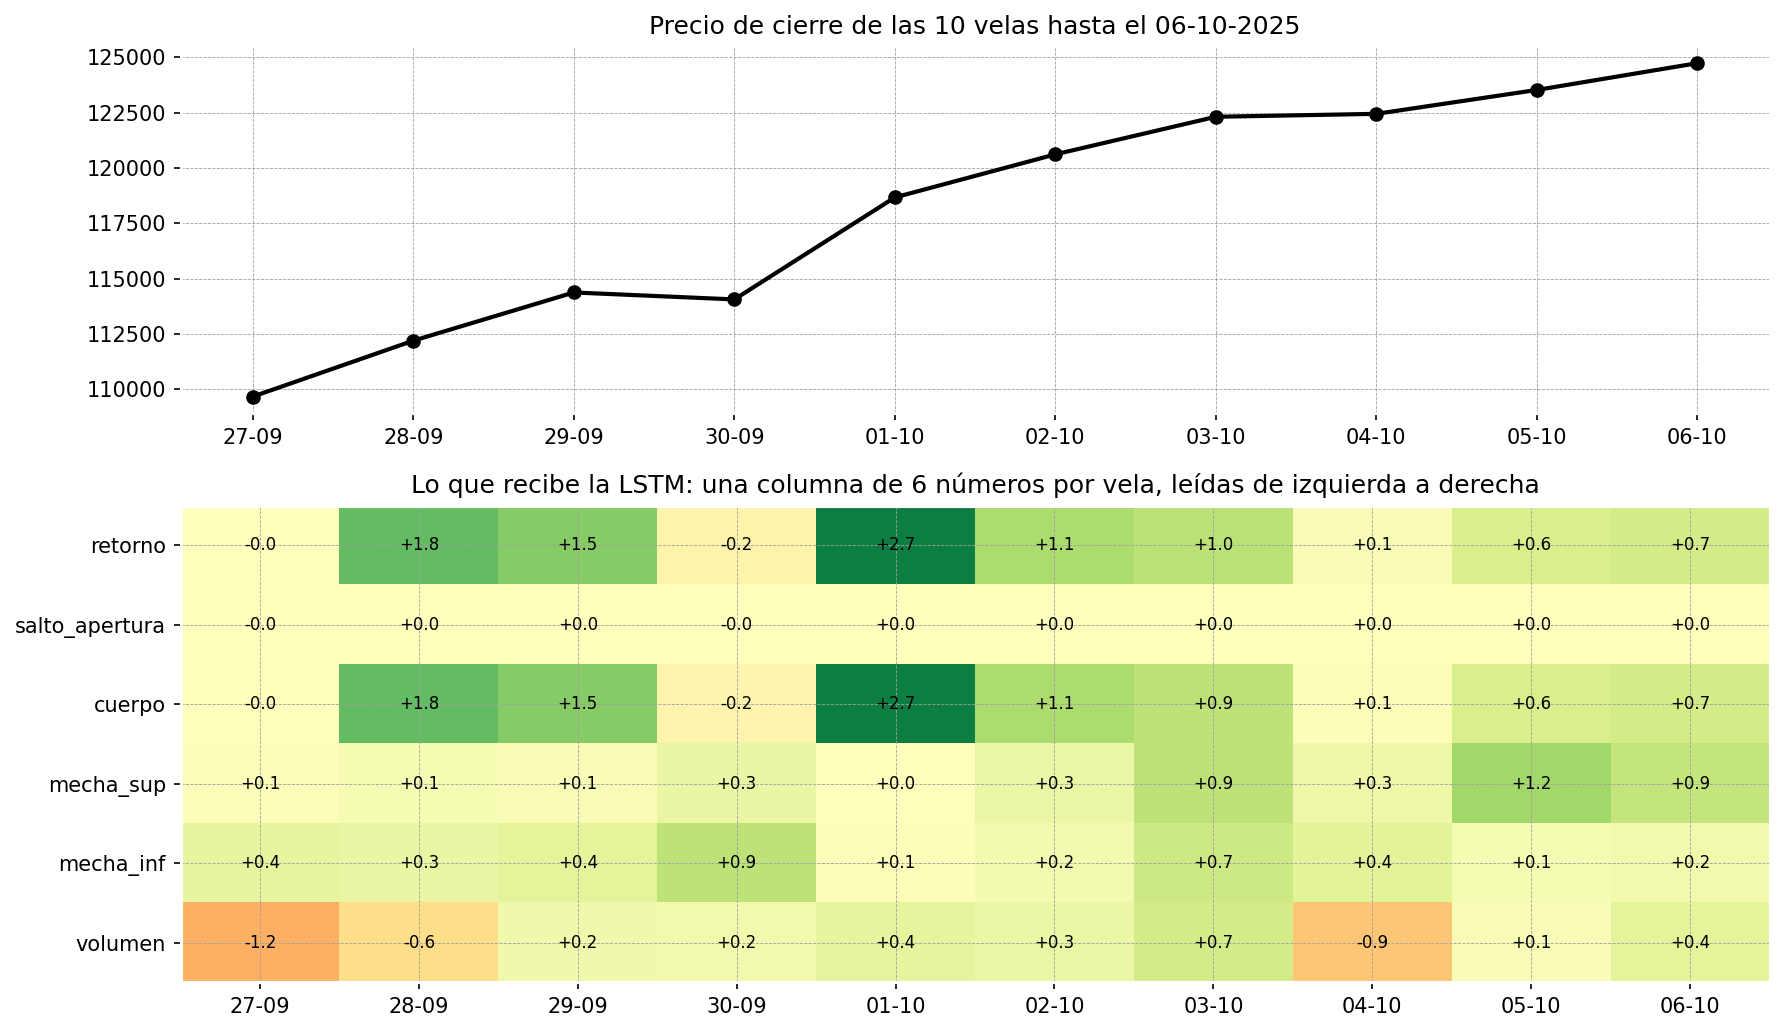 Precio de cierre de las 10 velas hasta el 06-10-2025
125000
122500
120000
117500
115000
112500
110000
27-09 28-09 29-09 30-09 01-10 02-10 03-10 04-10 05-10 06-10
Lo que recibe la LSTM: una columna de 6 números por vela, leídas de izquierda a derecha
retorno -0.0 +1.8 +1.5 -0.2 +2.7 +1.1 +1.0 +0.1 +0.6 +0.7
salto_apertura -0.0 +0.0 +0.0 -0.0 +0.0 +0.0 +0.0 +0.0 +0.0 +0.0
cuerpo -0.0 +1.8 +1.5 -0.2 +2.7 +1.1 +0.9 +0.1 +0.6 +0.7
mecha_sup +0.1 +0.1 +0.1 +0.3 +0.0 +0.3 +0.9 +0.3 +1.2 +0.9
mecha_inf +0.4 +0.3 +0.4 +0.9 +0.1 +0.2 +0.7 +0.4 +0.1 +0.2
volumen -1.2 -0.6 +0.2 +0.2 +0.4 +0.3 +0.7 -0.9 +0.1 +0.4
27-09 28-09 29-09 30-09 01-10 02-10 03-10 04-10 05-10 06-10